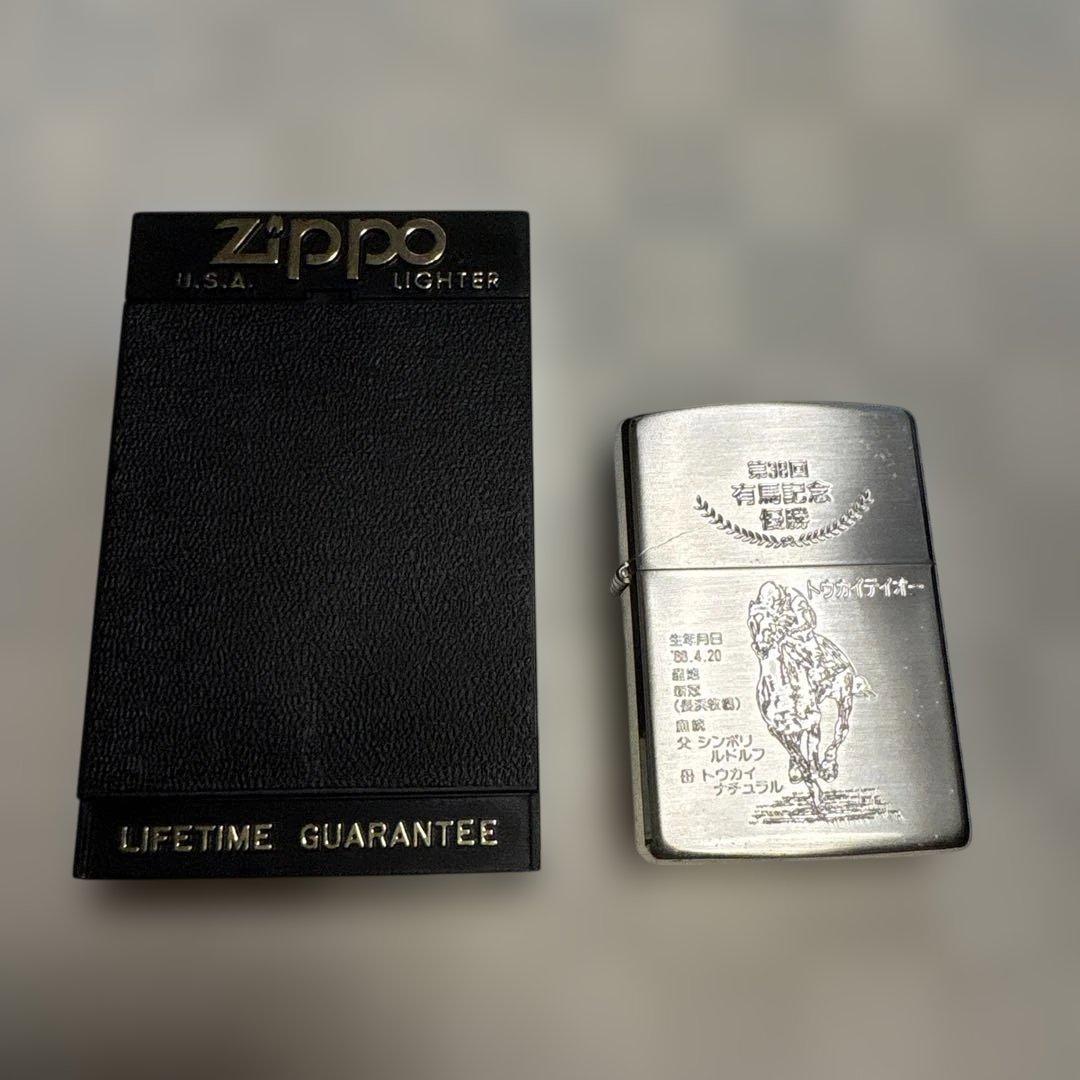 Zippo
U.S.A. LIGHTER
LIFETIME GUARANTEE
第38回
有馬記念
優勝
トウカイテイオー
生年月日
'88.4.20
産地
新冠
(長浜牧場)
血統
父 シンボリ
ルドルフ
母 トウカイ
ナチュラル